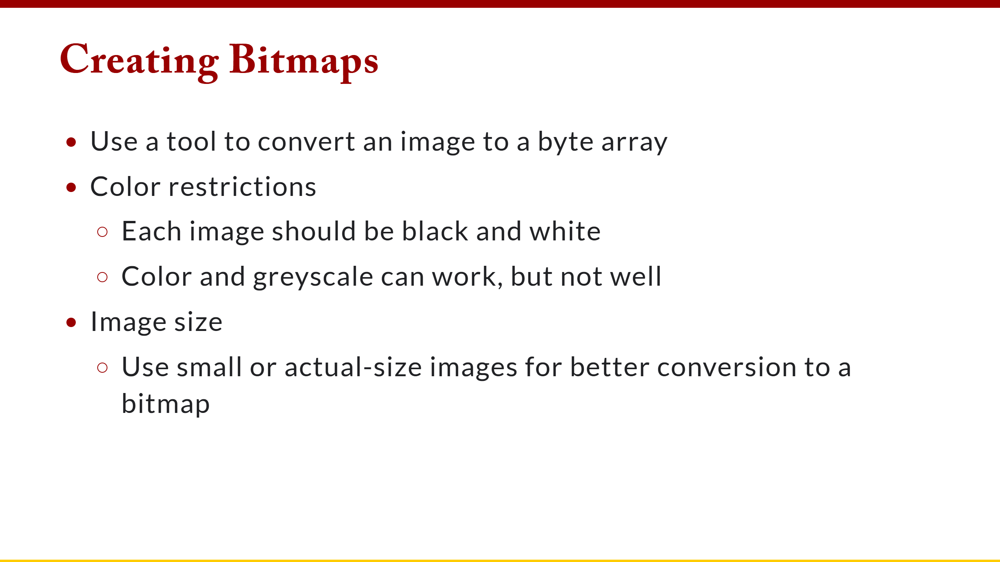 Creating Bitmaps
• Use a tool to convert an image to a byte array
• Color restrictions
○ Each image should be black and white
○ Color and greyscale can work, but not well
• Image size
○ Use small or actual-size images for better conversion to a
bitmap